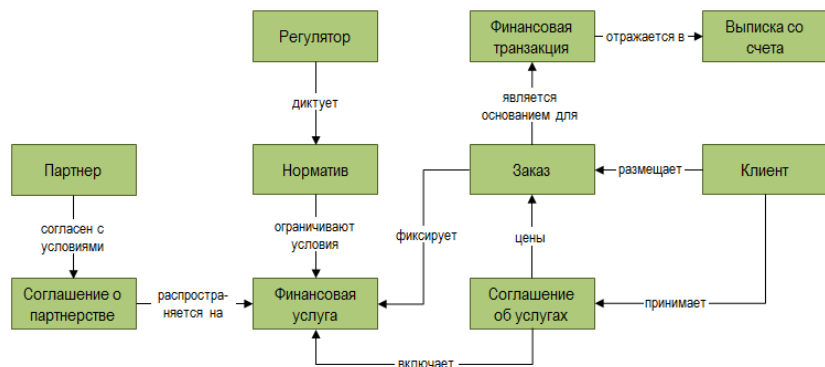 Регулятор
Финансовая
транзакция
отражается в
Выписка со
счета
диктует
является
основанием для
Партнер
Норматив
Заказ
размещает
Клиент
согласен с
условиями
ограничивают
условия
фиксирует
цены
Соглашение о
партнерстве
распростра-
няется на
Финансовая
услуга
Соглашение
об услугах
принимает
включает